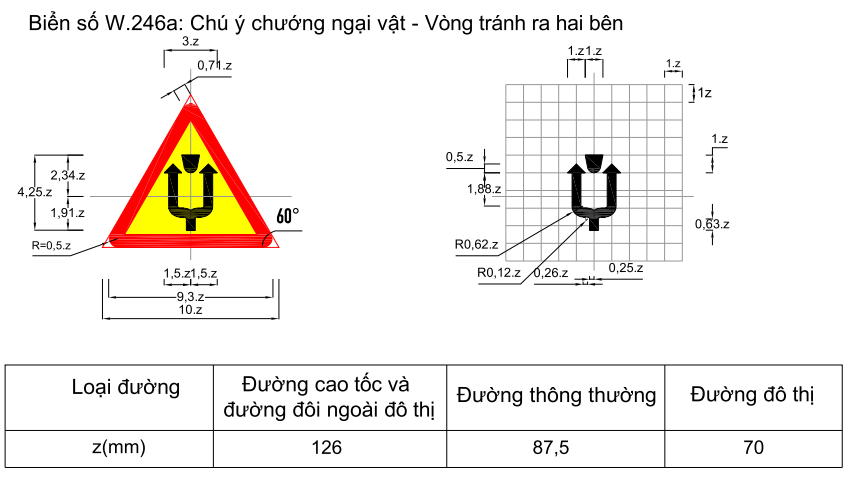 Biển số W.246a: Chú ý chướng ngại vật - Vòng tránh ra hai bên
3.z
0,71.z
2,34.z
4,25.z
1,91.z
60°
R=0,5.z
1,5.z 1,5.z
9,3.z
10.z
1.z 1.z
1.z
1z
1.z
0,5.z
1,88.z
0,63.z
R0,62.z
R0,12.z
0,26.z
0,25.z
Loại đường
Đường cao tốc và đường đôi ngoài đô thị
Đường thông thường
Đường đô thị
z(mm)
126
87,5
70